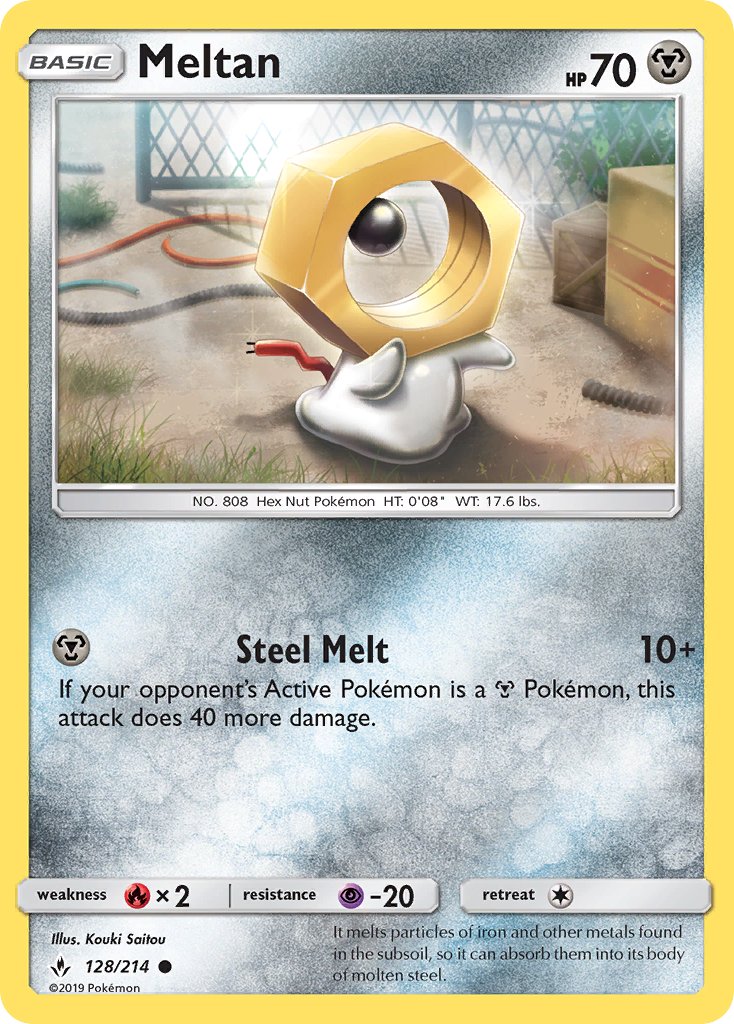 BASIC Meltan HP 70
NO. 808 Hex Nut Pokémon HT: 0'08" WT: 17.6 lbs.
Steel Melt 10+
If your opponent's Active Pokémon is a Pokémon, this
attack does 40 more damage.
weakness × 2 resistance -20 retreat
Illus. Kouki Saitou
128/214
©2019 Pokémon
It melts particles of iron and other metals found
in the subsoil, so it can absorb them into its body
of molten steel.